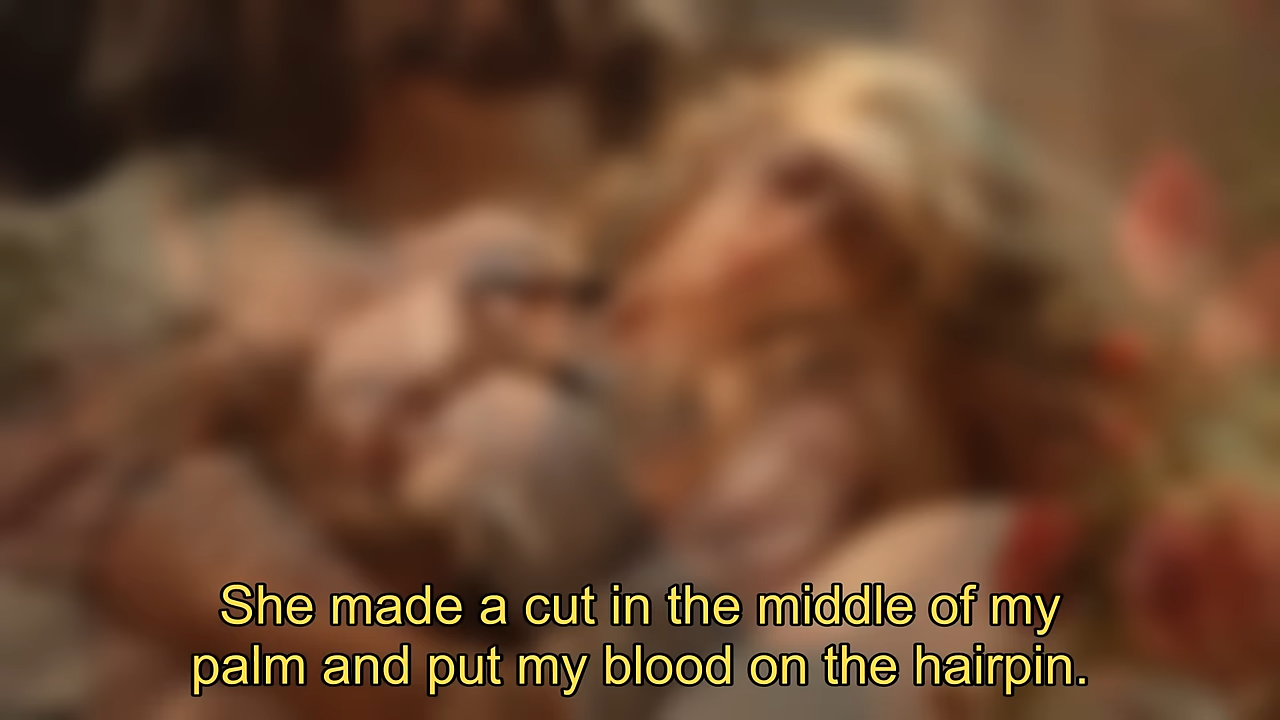 She made a cut in the middle of my
palm and put my blood on the hairpin.